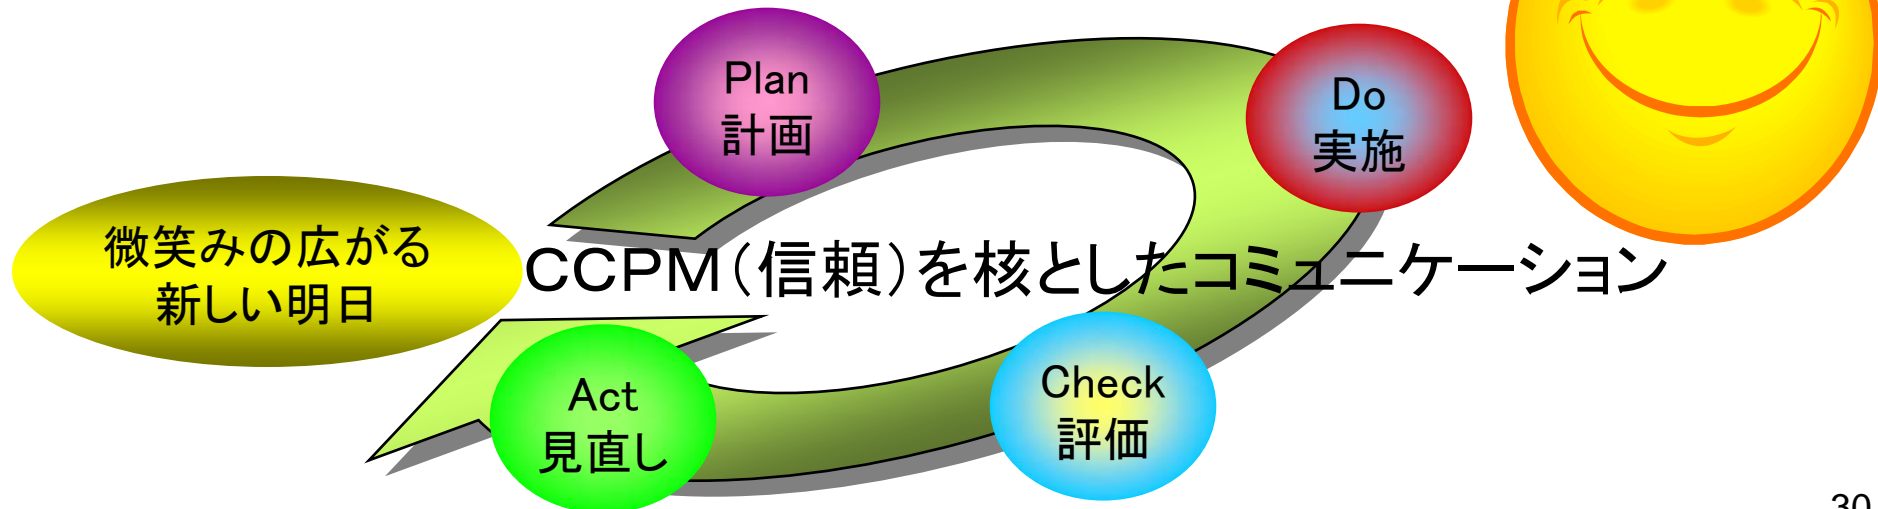 Plan
計画
Do
実施
微笑みの広がる
新しい明日
CCPM(信頼)を核としたコミュニケーション
Act
見直し
Check
評価
30